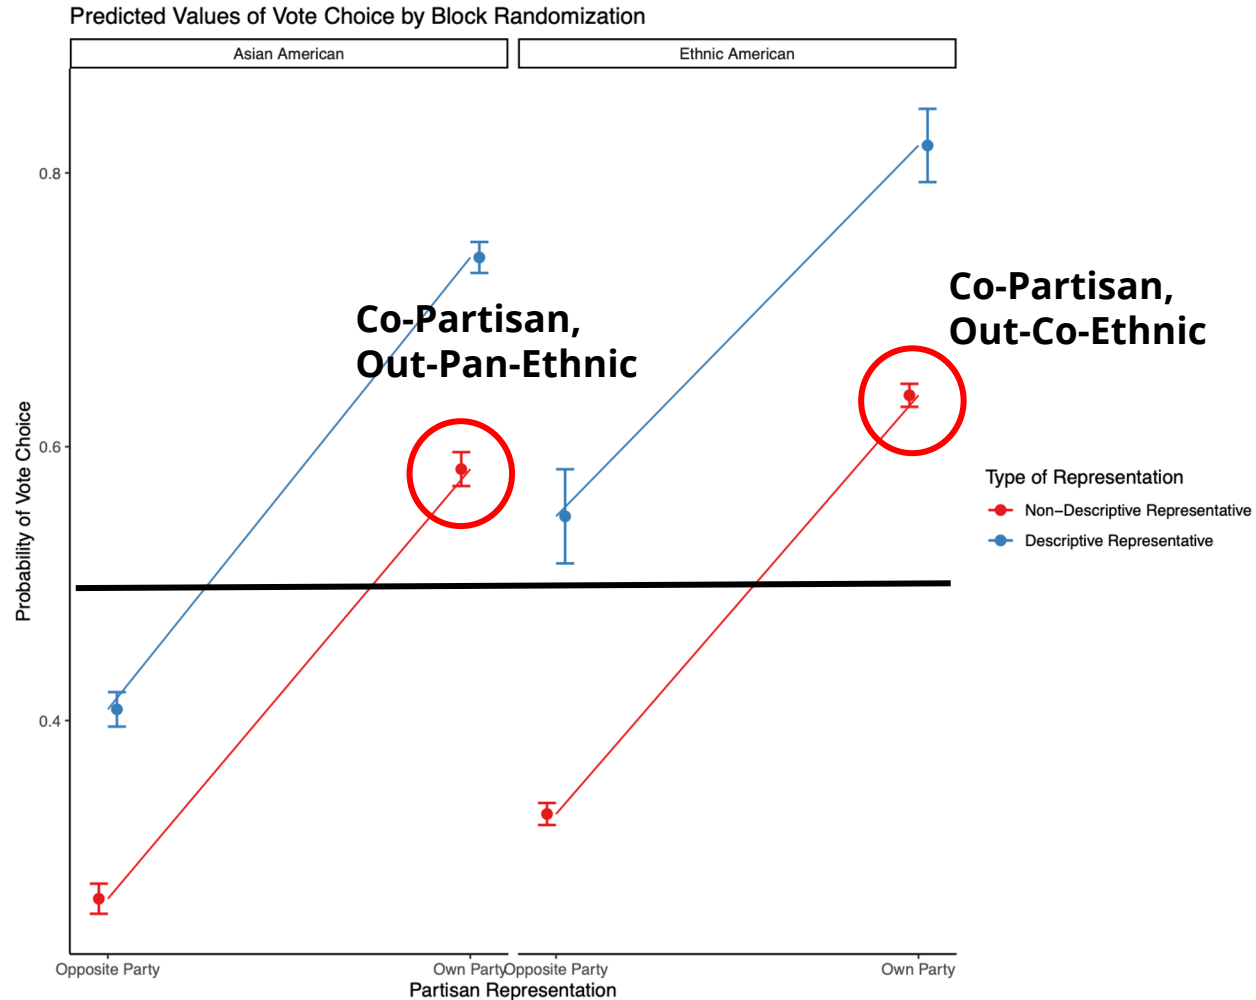 Predicted Values of Vote Choice by Block Randomization
Asian American
Ethnic American
0.8
Co-Partisan,
Out-Pan-Ethnic
Co-Partisan,
Out-Co-Ethnic
Probability of Vote Choice
0.6
Type of Representation
Non−Descriptive Representative
Descriptive Representative
0.4
Opposite Party
Own Party
Opposite Party
Own Party
Partisan Representation